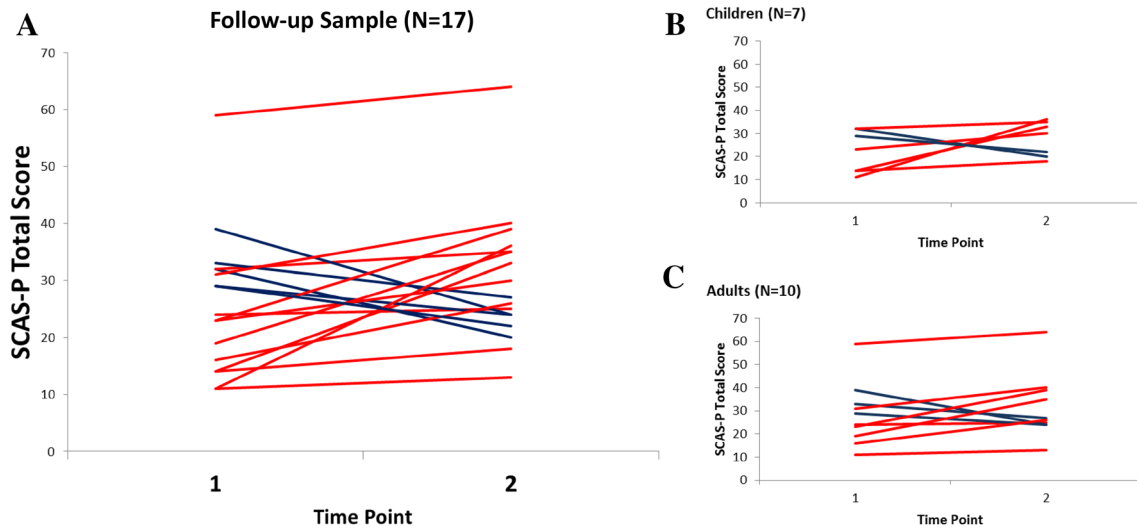 A
Follow-up Sample (N=17)
SCAS-P Total Score
70
60
50
40
30
20
10
0
1
2
Time Point
B
Children (N=7)
SCAS-P Total Score
70
60
50
40
30
20
10
0
1
2
Time Point
C
Adults (N=10)
SCAS-P Total Score
70
60
50
40
30
20
10
0
1
2
Time Point